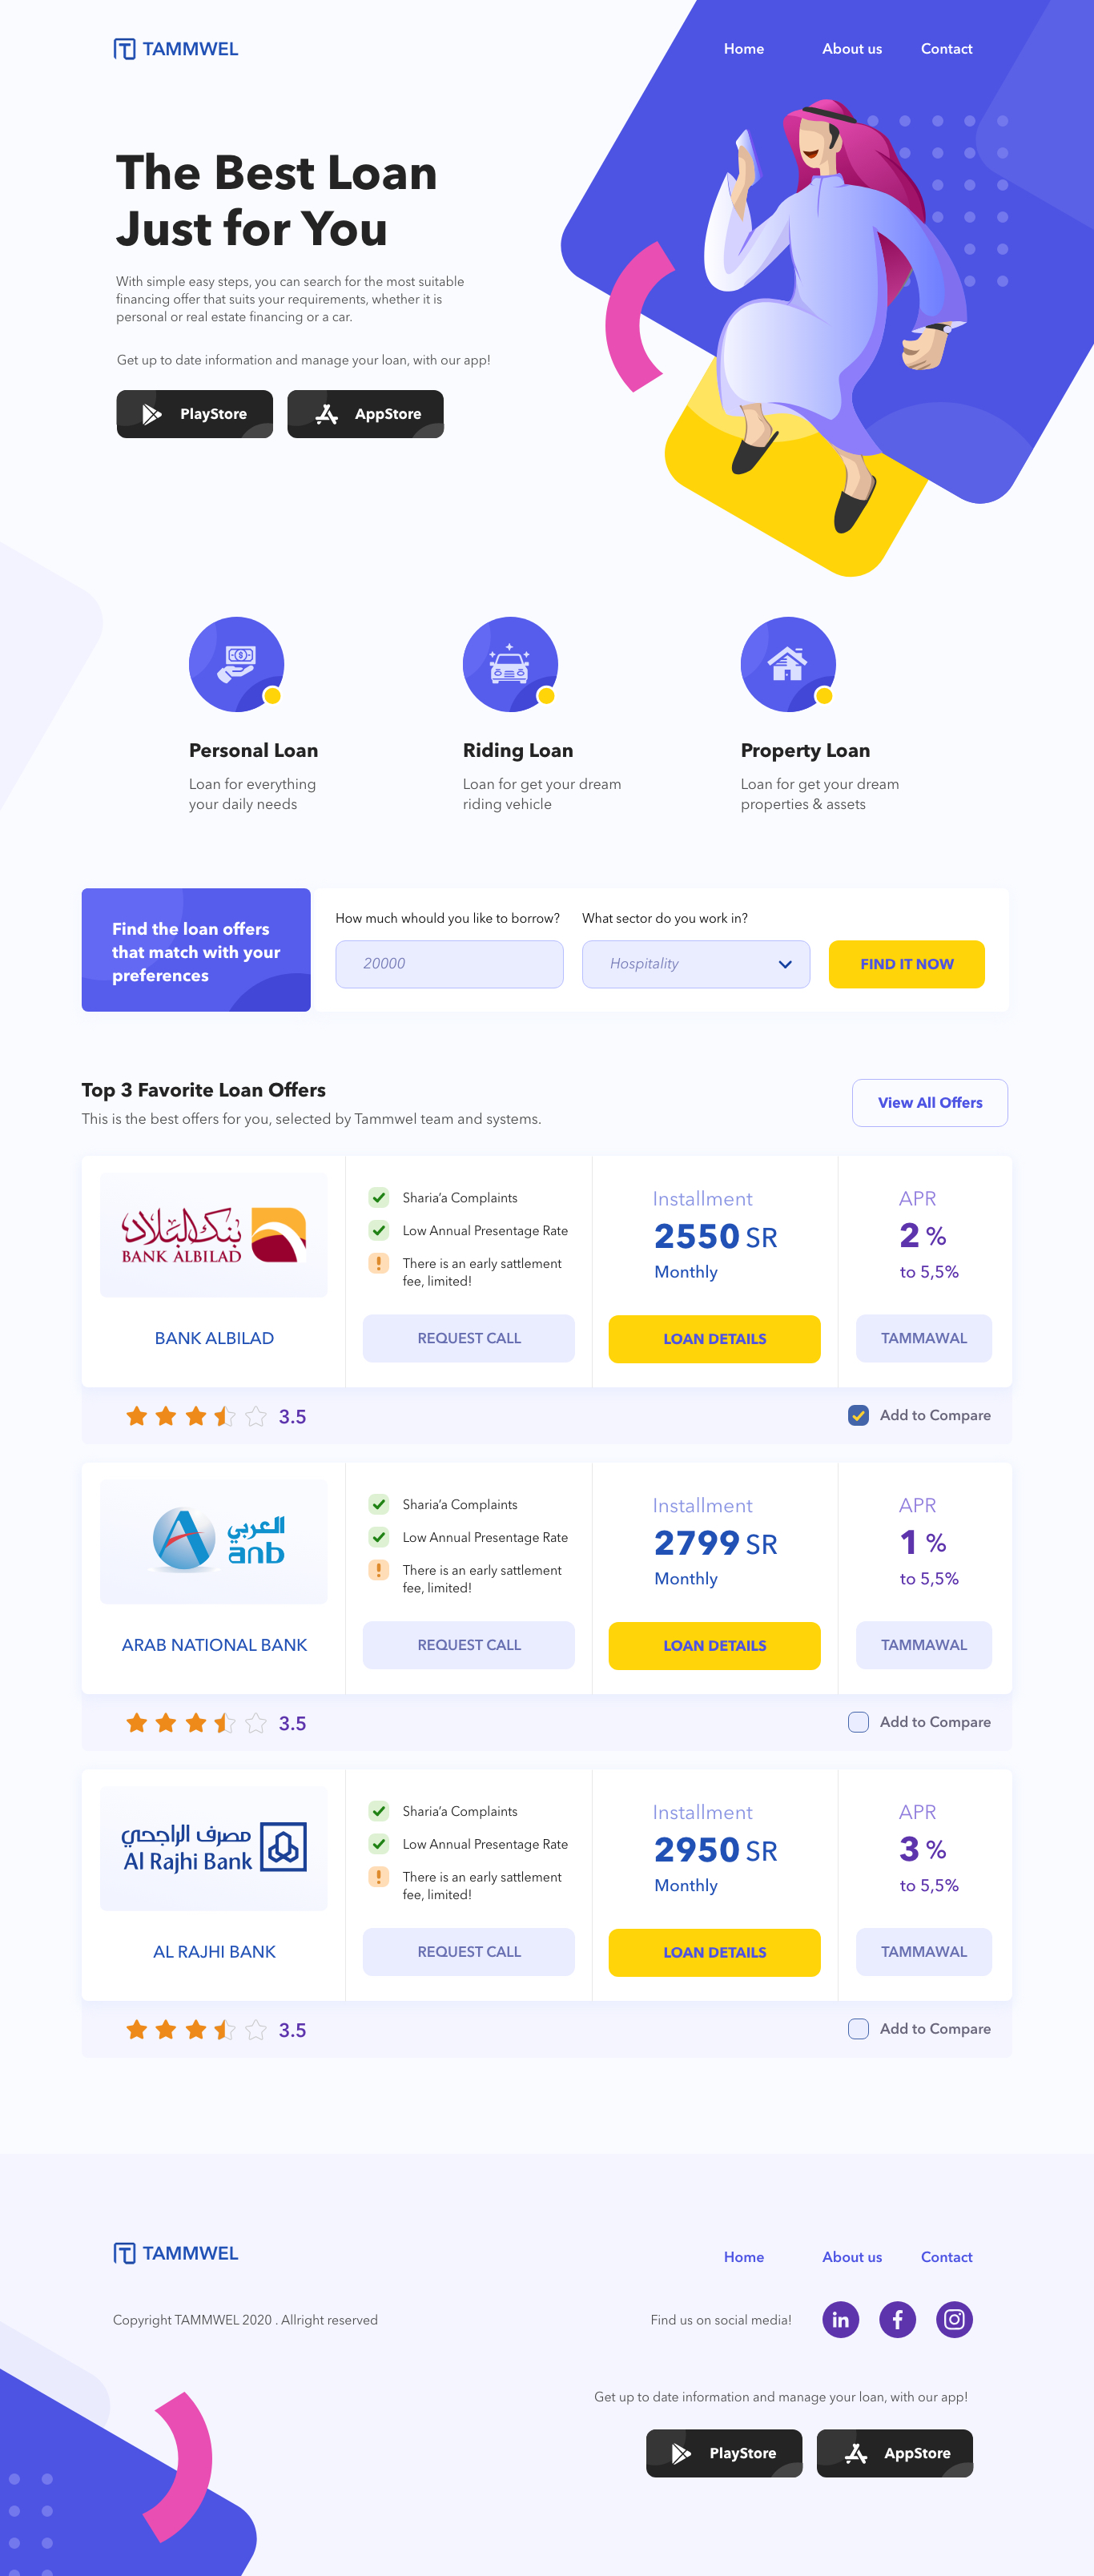 TAMMWEL
Home
About us
Contact
The Best Loan
Just for You
With simple easy steps, you can search for the most suitable
financing offer that suits your requirements, whether it is
personal or real estate financing or a car.
Get up to date information and manage your loan, with our app!
PlayStore
AppStore
Personal Loan
Loan for everything
your daily needs
Riding Loan
Loan for get your dream
riding vehicle
Property Loan
Loan for get your dream
properties & assets
Find the loan offers
that match with your
preferences
How much whould you like to borrow?
20000
What sector do you work in?
Hospitality
FIND IT NOW
Top 3 Favorite Loan Offers
This is the best offers for you, selected by Tammwel team and systems.
View All Offers
بنك البلاد
BANK ALBILAD
BANK ALBILAD
Sharia'a Complaints
Low Annual Presentage Rate
There is an early sattlement
fee, limited!
REQUEST CALL
Installment
2550 SR
Monthly
LOAN DETAILS
APR
2 %
to 5,5%
TAMMAWAL
3.5
Add to Compare
العربي
anb
ARAB NATIONAL BANK
Sharia'a Complaints
Low Annual Presentage Rate
There is an early sattlement
fee, limited!
REQUEST CALL
Installment
2799 SR
Monthly
LOAN DETAILS
APR
1 %
to 5,5%
TAMMAWAL
3.5
Add to Compare
مصرف الراجحي
Al Rajhi Bank
AL RAJHI BANK
Sharia'a Complaints
Low Annual Presentage Rate
There is an early sattlement
fee, limited!
REQUEST CALL
Installment
2950 SR
Monthly
LOAN DETAILS
APR
3 %
to 5,5%
TAMMAWAL
3.5
Add to Compare
TAMMWEL
Home
About us
Contact
Copyright TAMMWEL 2020 . Allright reserved
Find us on social media!
Get up to date information and manage your loan, with our app!
PlayStore
AppStore